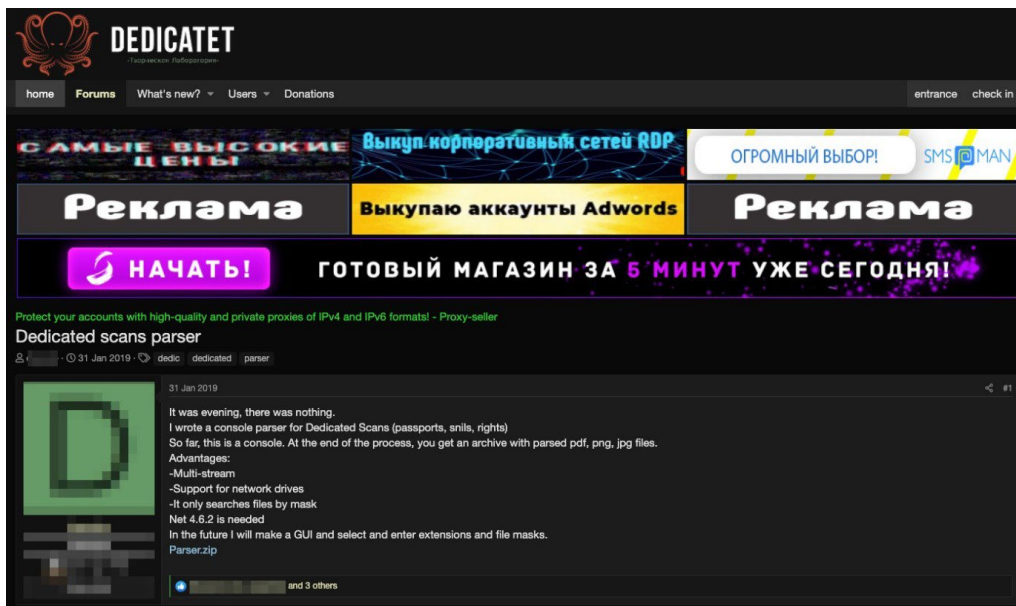 DEDICATET
-Творческая Лаборатория-
home Forums What's new? Users Donations entrance check in
САМЫЕ ВЫСОКИЕ ЦЕНЫ
Выкуп корпоративных сетей RDP
ОГРОМНЫЙ ВЫБОР! SMS MAN
Реклама
Выкупаю аккаунты Adwords
Реклама
НАЧАТЬ! ГОТОВЫЙ МАГАЗИН ЗА 5 МИНУТ УЖЕ СЕГОДНЯ!
Protect your accounts with high-quality and private proxies of IPv4 and IPv6 formats! - Proxy-seller
Dedicated scans parser
31 Jan 2019 · dedic dedicated parser
31 Jan 2019 #1
D
It was evening, there was nothing.
I wrote a console parser for Dedicated Scans (passports, snils, rights)
So far, this is a console. At the end of the process, you get an archive with parsed pdf, png, jpg files.
Advantages:
-Multi-stream
-Support for network drives
-It only searches files by mask
Net 4.6.2 is needed
In the future I will make a GUI and select and enter extensions and file masks.
Parser.zip
and 3 others